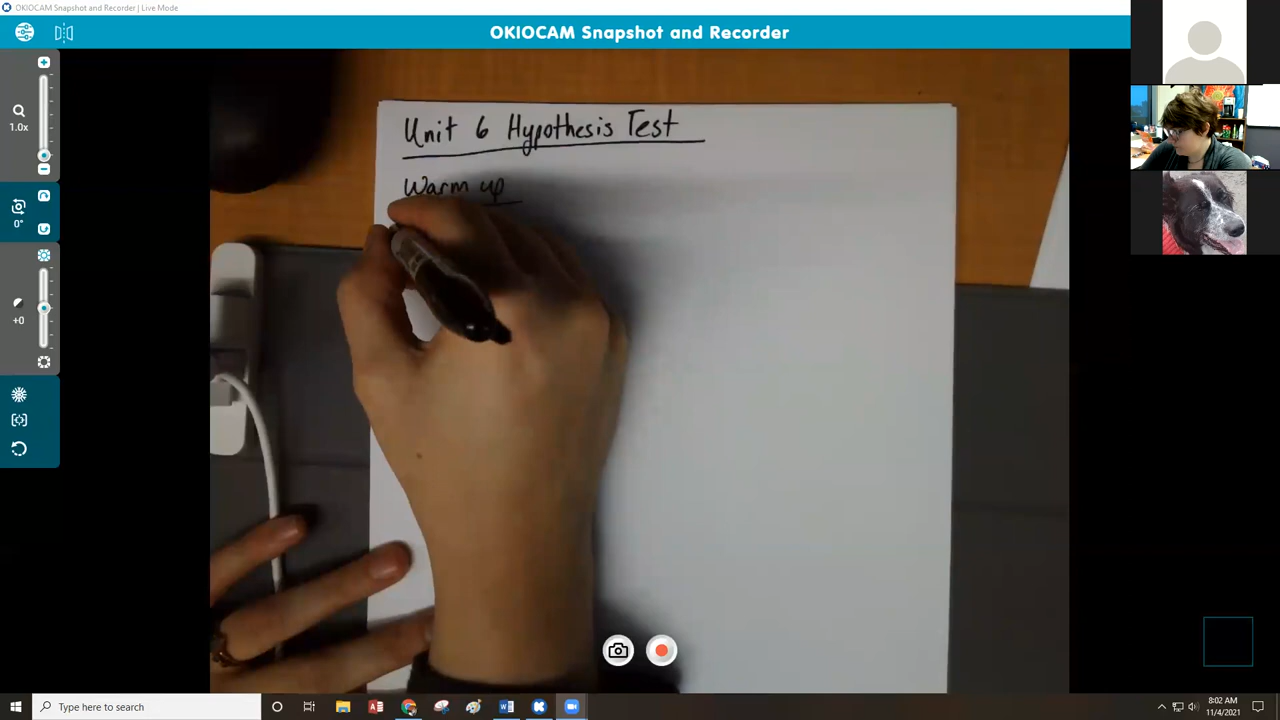 OKIOCAM Snapshot and Recorder | Live Mode
OKIOCAM Snapshot and Recorder
1.0x
0°
+0
Unit 6 Hypothesis Test
Warm up
Type here to search
8:02 AM
11/4/2021